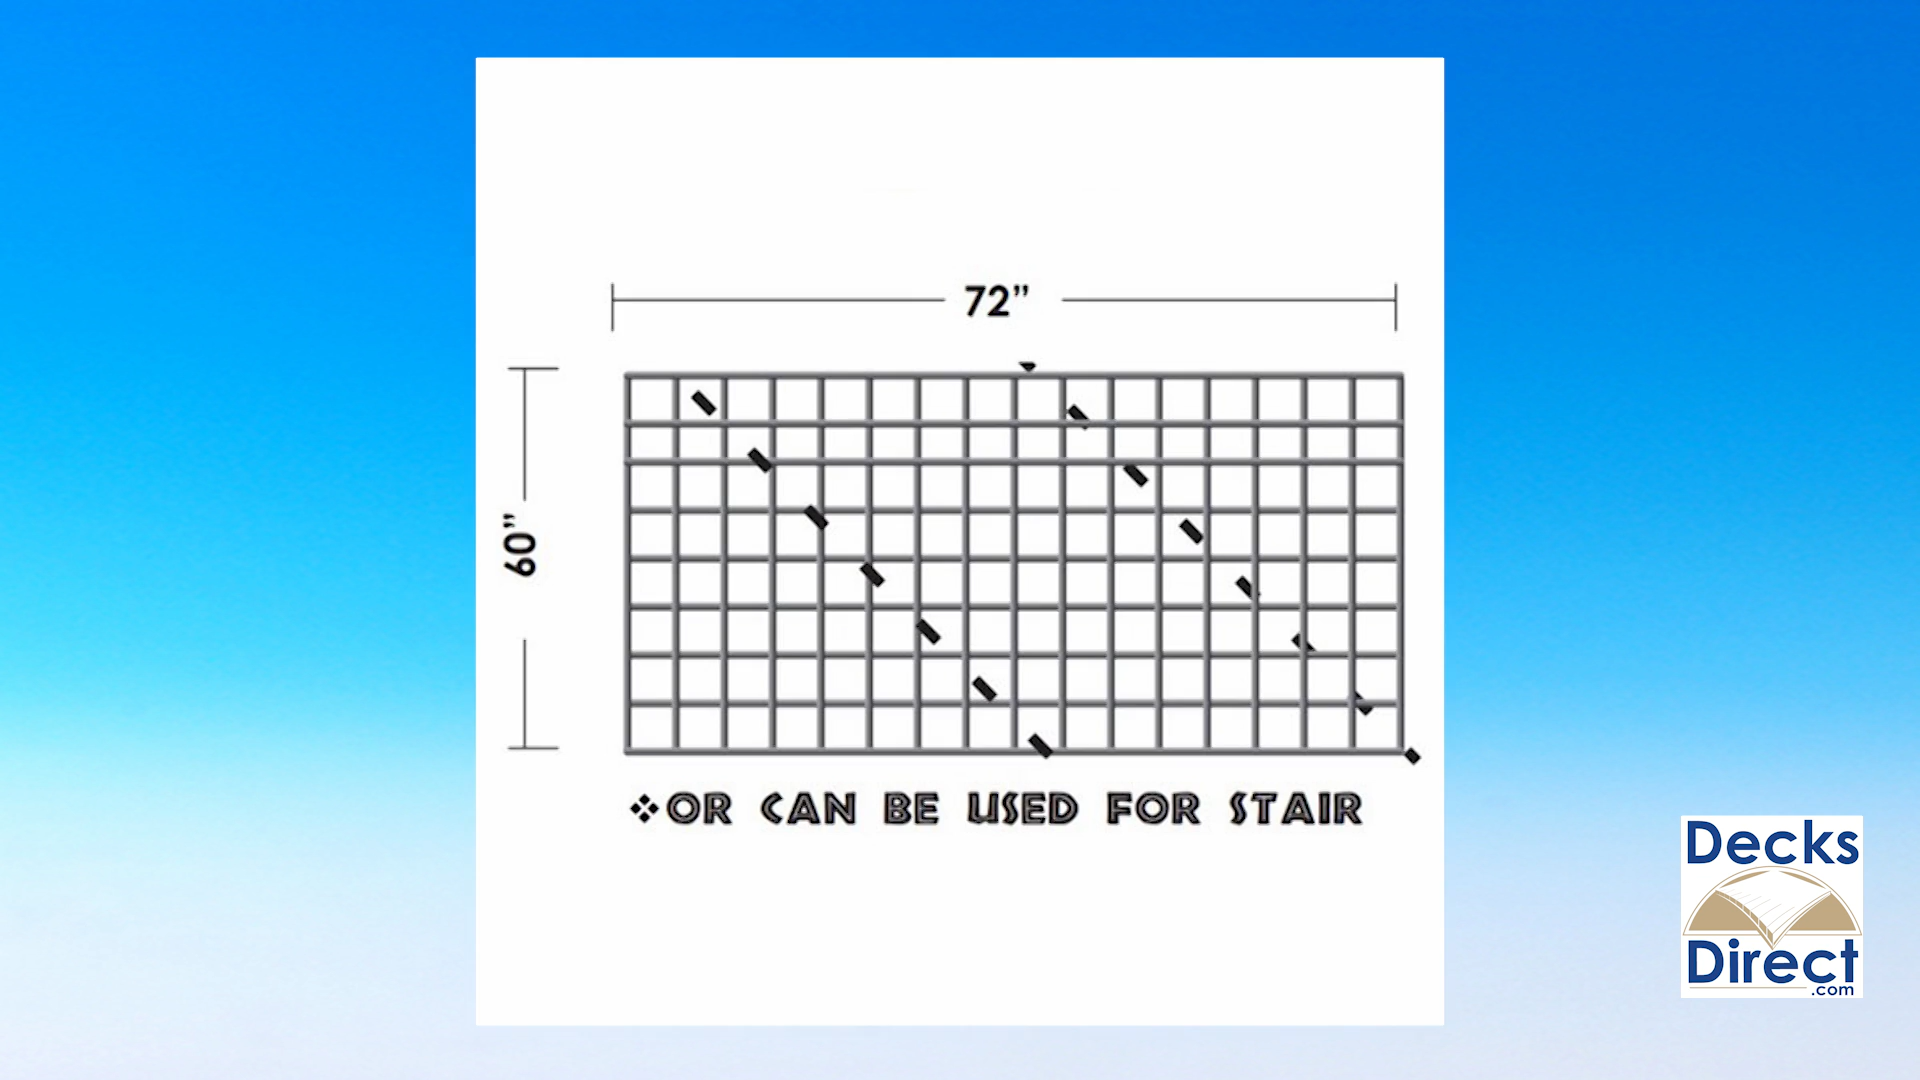 72”
60”
❖OR CAN BE USED FOR STAIR
Decks
Direct
.com